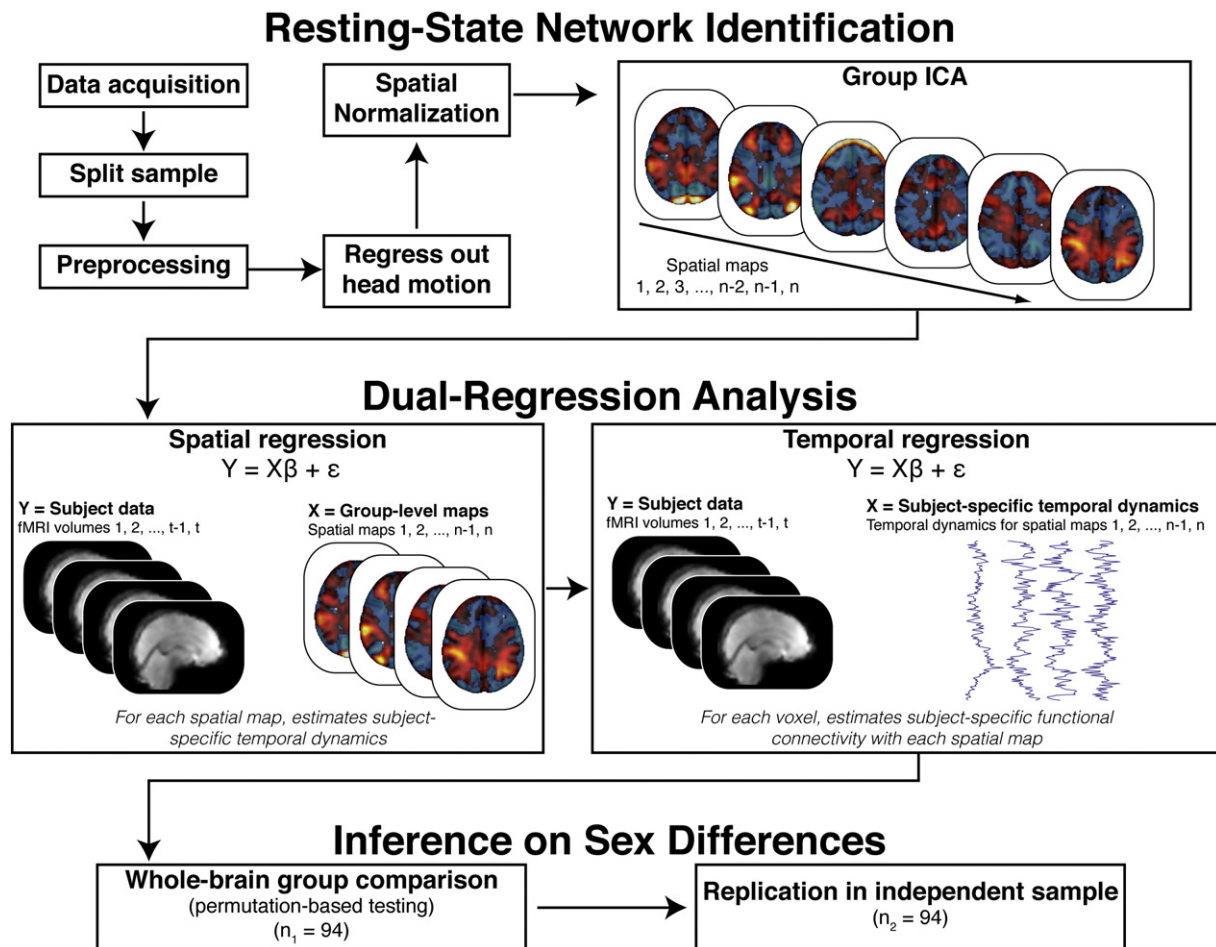 Resting-State Network Identification
Data acquisition
Split sample
Preprocessing
Regress out
head motion
Spatial
Normalization
Group ICA
Spatial maps
1, 2, 3, ..., n-2, n-1, n
Dual-Regression Analysis
Spatial regression
Y = Xβ + ε
Y = Subject data
fMRI volumes 1, 2, ..., t-1, t
X = Group-level maps
Spatial maps 1, 2, ..., n-1, n
For each spatial map, estimates subject-
specific temporal dynamics
Temporal regression
Y = Xβ + ε
Y = Subject data
fMRI volumes 1, 2, ..., t-1, t
X = Subject-specific temporal dynamics
Temporal dynamics for spatial maps 1, 2, ..., n-1, n
For each voxel, estimates subject-specific functional
connectivity with each spatial map
Inference on Sex Differences
Whole-brain group comparison
(permutation-based testing)
(n₁ = 94)
Replication in independent sample
(n₂ = 94)